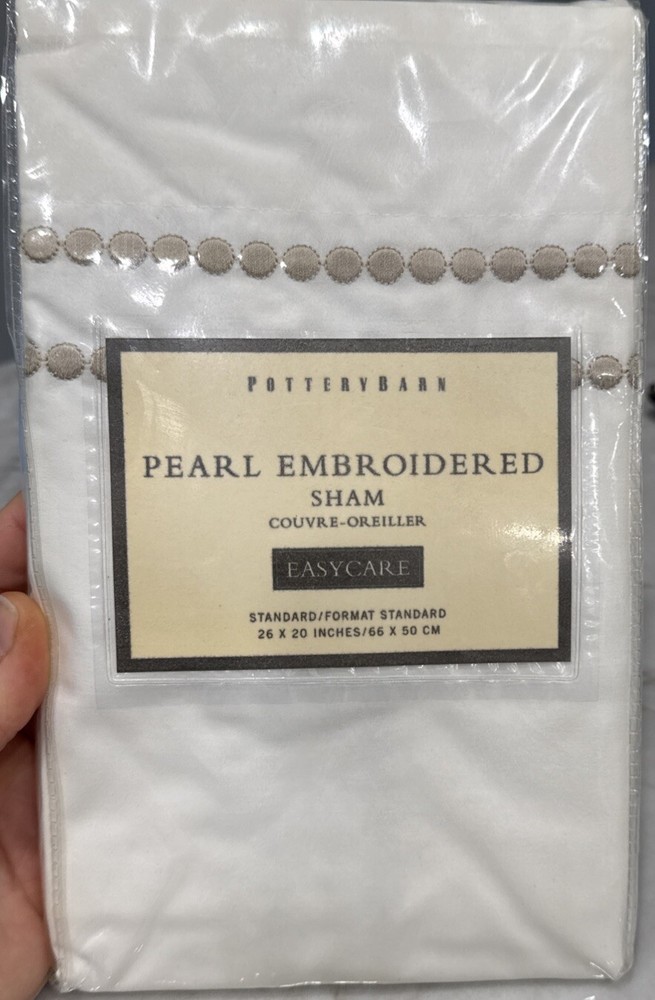 POTTERYBARN
PEARL EMBROIDERED
SHAM
COUVRE-OREILLER
EASYCARE
STANDARD/FORMAT STANDARD
26 X 20 INCHES/66 X 50 CM